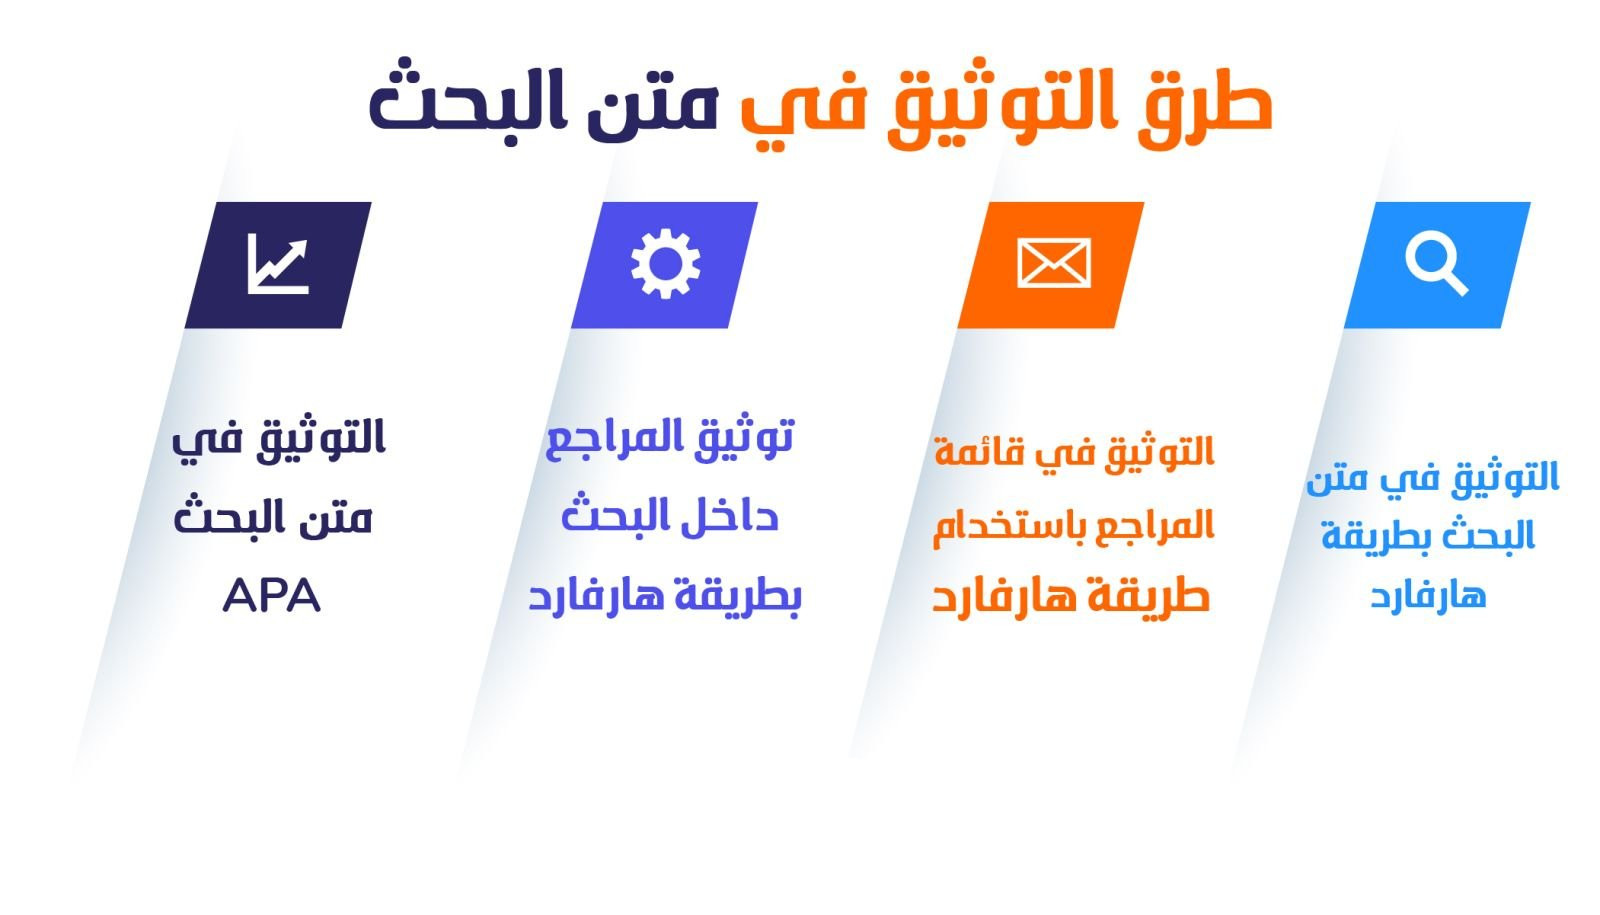 طرق التوثيق في متن البحث
التوثيق في متن
البحث بطريقة
هارفارد
التوثيق في قائمة
المراجع باستخدام
طريقة هارفارد
توثيق المراجع
داخل البحث
بطريقة هارفارد
التوثيق في
متن البحث
APA